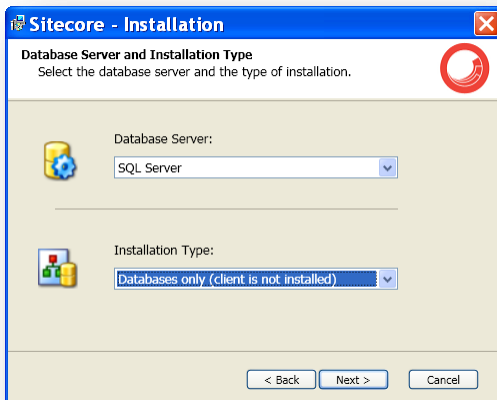 Sitecore - Installation
Database Server and Installation Type
Select the database server and the type of installation.
Database Server:
SQL Server
Installation Type:
Databases only (client is not installed)
< Back
Next >
Cancel